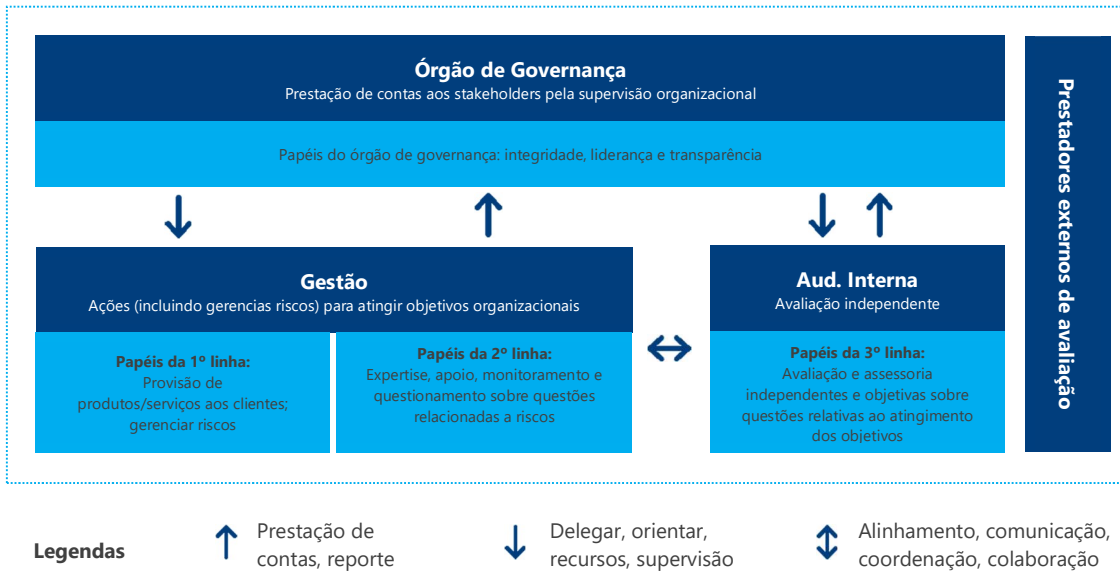 Órgão de Governança
Prestação de contas aos stakeholders pela supervisão organizacional
Papéis do órgão de governança: integridade, liderança e transparência
Gestão
Ações (incluindo gerencias riscos) para atingir objetivos organizacionais
Papéis da 1º linha:
Provisão de
produtos/serviços aos clientes;
gerenciar riscos
Papéis da 2º linha:
Expertise, apoio, monitoramento e
questionamento sobre questões
relacionadas a riscos
Aud. Interna
Avaliação independente
Papéis da 3º linha:
Avaliação e assessoria
independentes e objetivas sobre
questões relativas ao atingimento
dos objetivos
Prestadores externos de avaliação
Legendas
Prestação de
contas, reporte
Delegar, orientar,
recursos, supervisão
Alinhamento, comunicação,
coordenação, colaboração